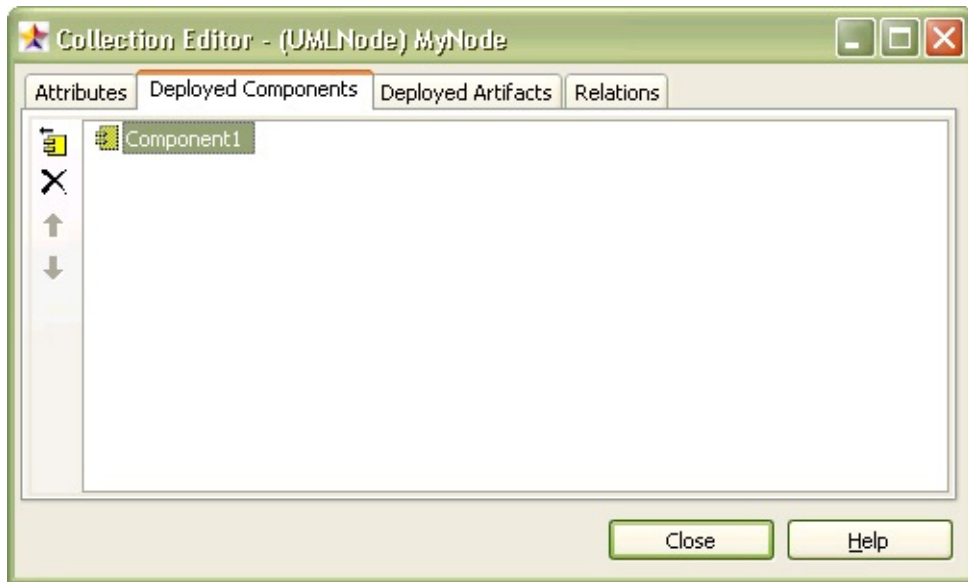 Collection Editor - (UMLNode) MyNode
Attributes Deployed Components Deployed Artifacts Relations
Component1
Close Help